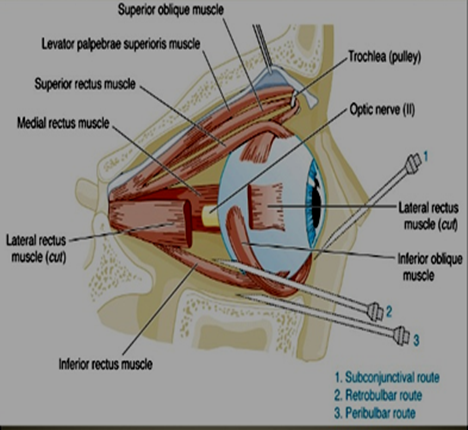 Superior oblique muscle
Levator palpebrae superioris muscle
Superior rectus muscle
Medial rectus muscle
Trochlea (pulley)
Optic nerve (II)
1
Lateral rectus
muscle (cut)
Lateral rectus
muscle (cut)
Inferior oblique
muscle
2
3
Inferior rectus muscle
1. Subconjunctival route
2. Retrobulbar route
3. Peribulbar route